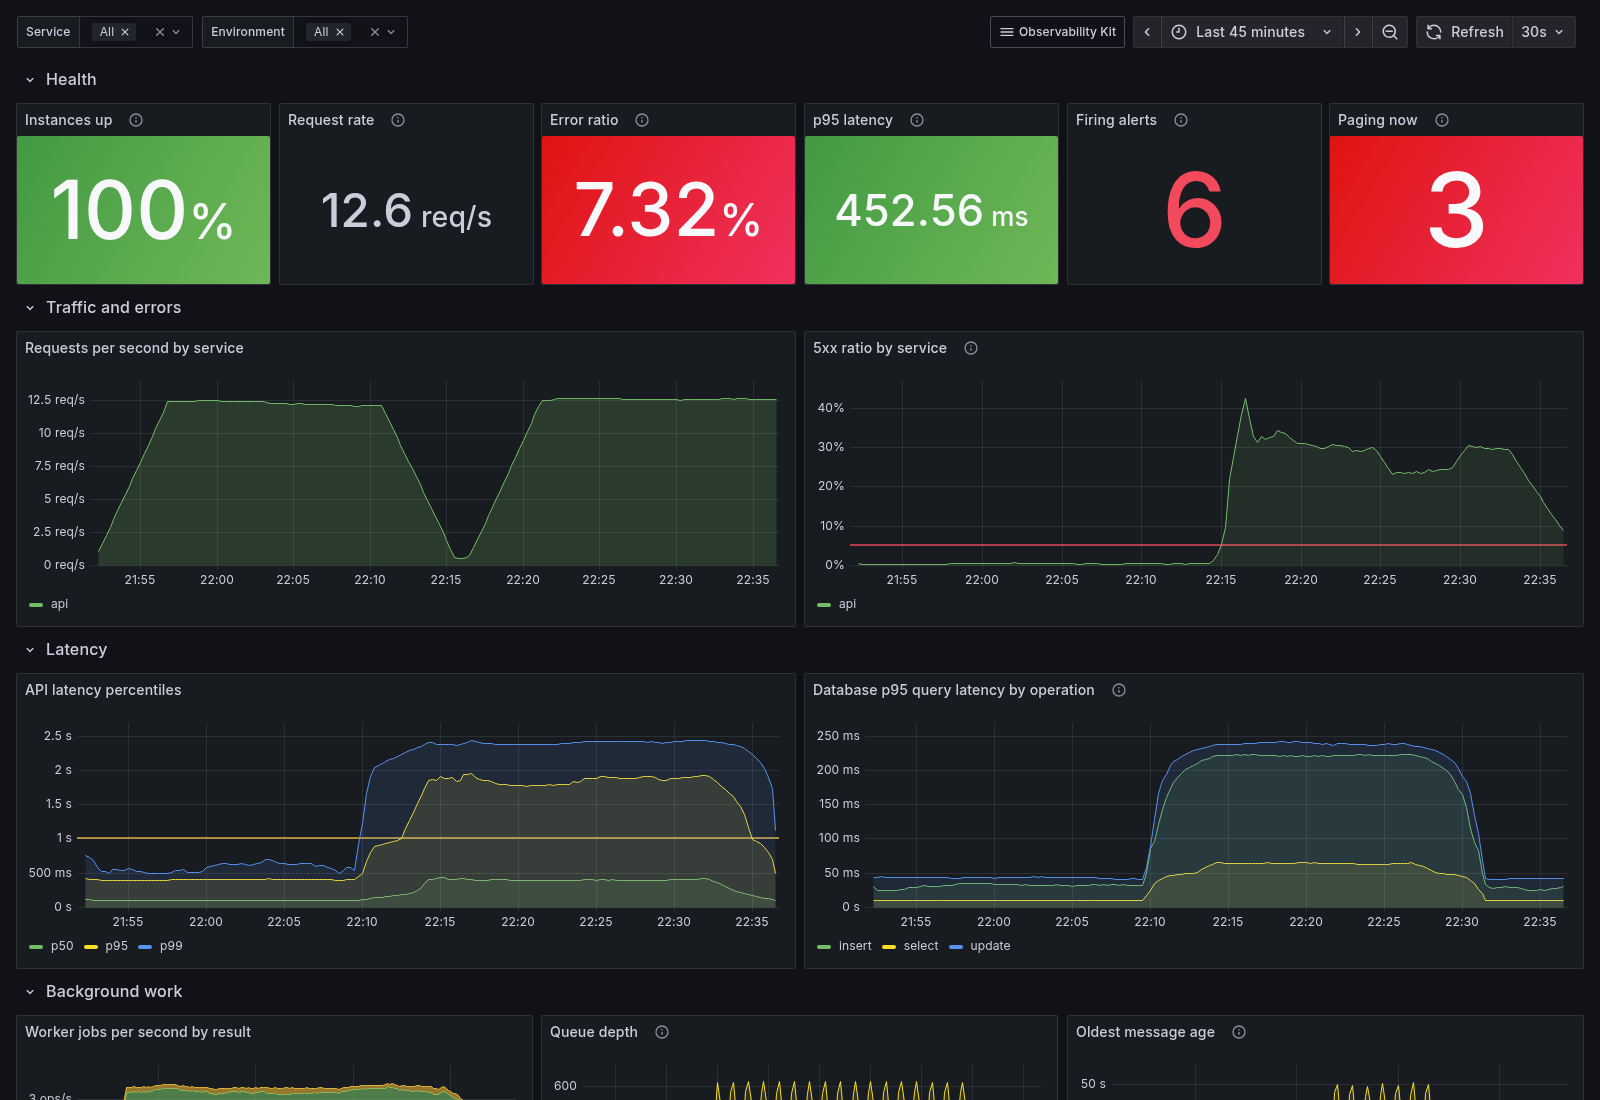 Service All Environment All Observability Kit Last 45 minutes Refresh 30s
Health
Instances up Request rate Error ratio p95 latency Firing alerts Paging now
100% 12.6 req/s 7.32% 452.56 ms 6 3
Traffic and errors
Requests per second by service
12.5 req/s
10 req/s
7.5 req/s
5 req/s
2.5 req/s
0 req/s
21:55 22:00 22:05 22:10 22:15 22:20 22:25 22:30 22:35
api
5xx ratio by service
40%
30%
20%
10%
0%
21:55 22:00 22:05 22:10 22:15 22:20 22:25 22:30 22:35
api
Latency
API latency percentiles
2.5 s
2 s
1.5 s
1 s
500 ms
0 s
21:55 22:00 22:05 22:10 22:15 22:20 22:25 22:30 22:35
p50 p95 p99
Database p95 query latency by operation
250 ms
200 ms
150 ms
100 ms
50 ms
0 s
21:55 22:00 22:05 22:10 22:15 22:20 22:25 22:30 22:35
insert select update
Background work
Worker jobs per second by result
3 ops/s
Queue depth
600
Oldest message age
50 s